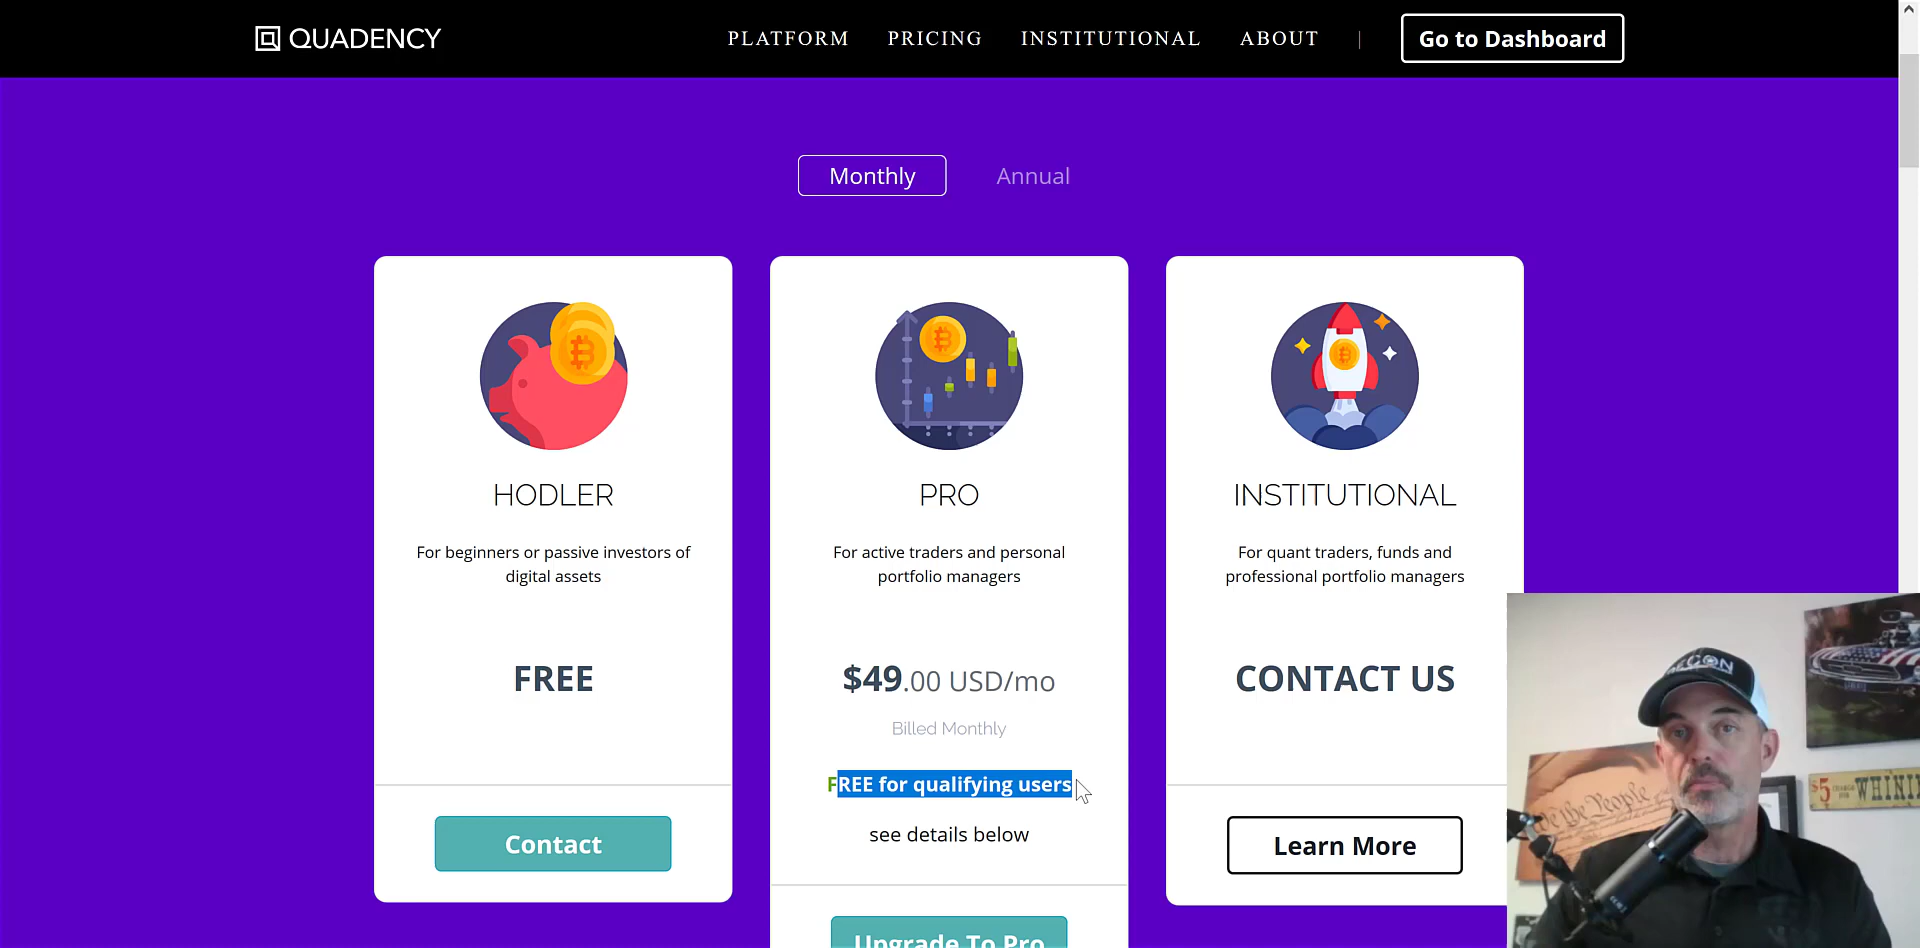 QUADENCY
PLATFORM PRICING INSTITUTIONAL ABOUT | Go to Dashboard
Monthly Annual
HODLER
For beginners or passive investors of
digital assets
FREE
Contact
PRO
For active traders and personal
portfolio managers
$49.00 USD/mo
Billed Monthly
FREE for qualifying users
see details below
Upgrade To Pro
INSTITUTIONAL
For quant traders, funds and
professional portfolio managers
CONTACT US
Learn More
We the People
$5
WHINI